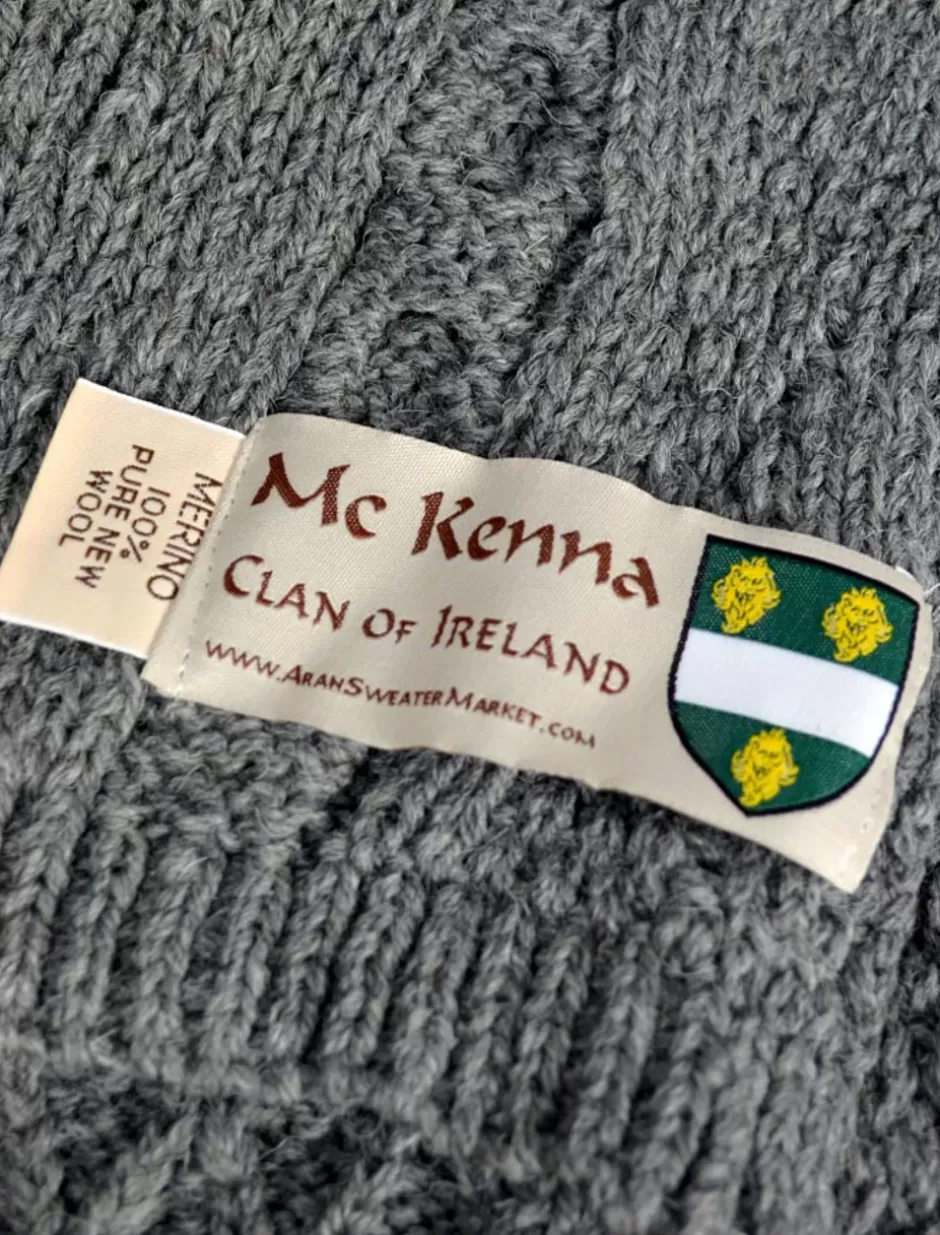 Mc Kenna
CLAN OF IRELAND
WWW.ARANSWEATERMARKET.COM
MERINO
100%
PURE NEW
WOOL